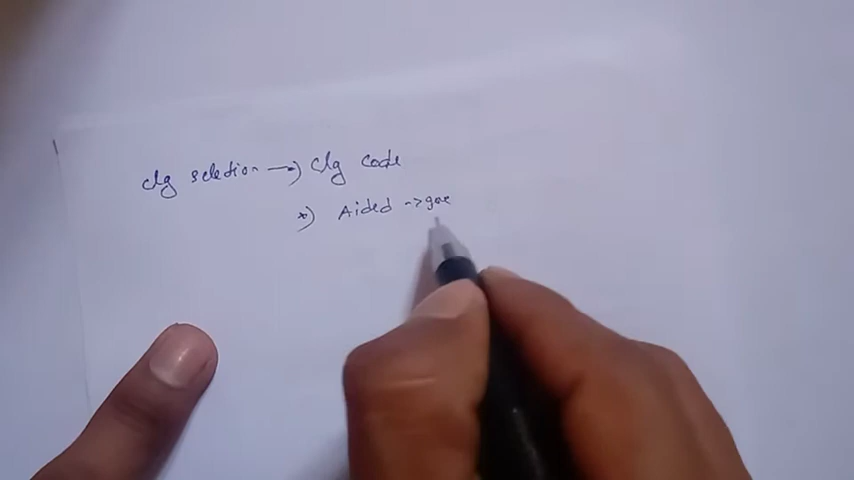 clg selection → clg code
*) Aided → gov